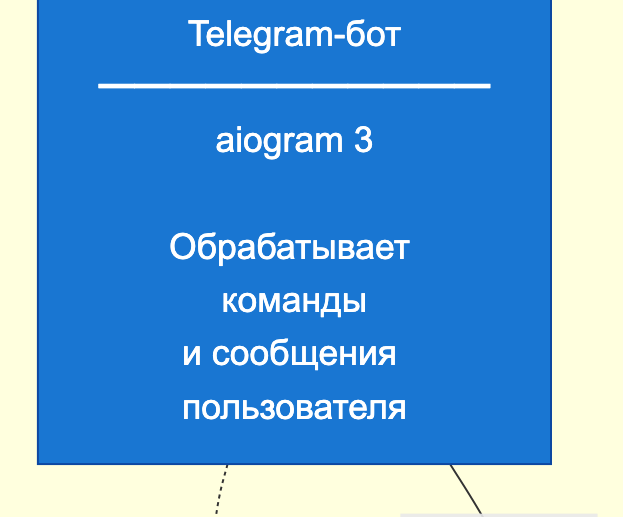 Telegram-бот
aiogram 3
Обрабатывает
команды
и сообщения
пользователя